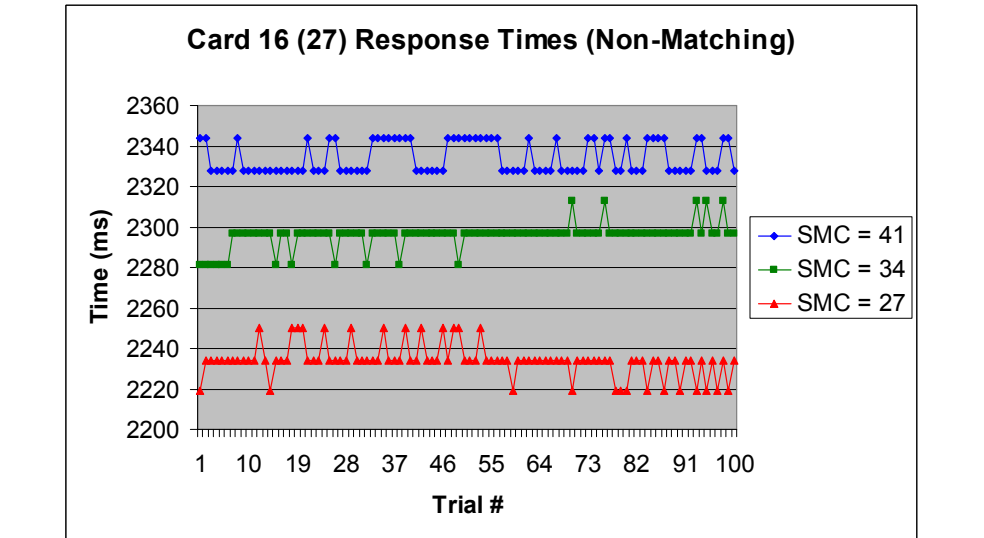 Card 16 (27) Response Times (Non-Matching)
2360
2340
2320
2300
2280
2260
2240
2220
2200
Time (ms)
1 10 19 28 37 46 55 64 73 82 91 100
Trial #
SMC = 41
SMC = 34
SMC = 27